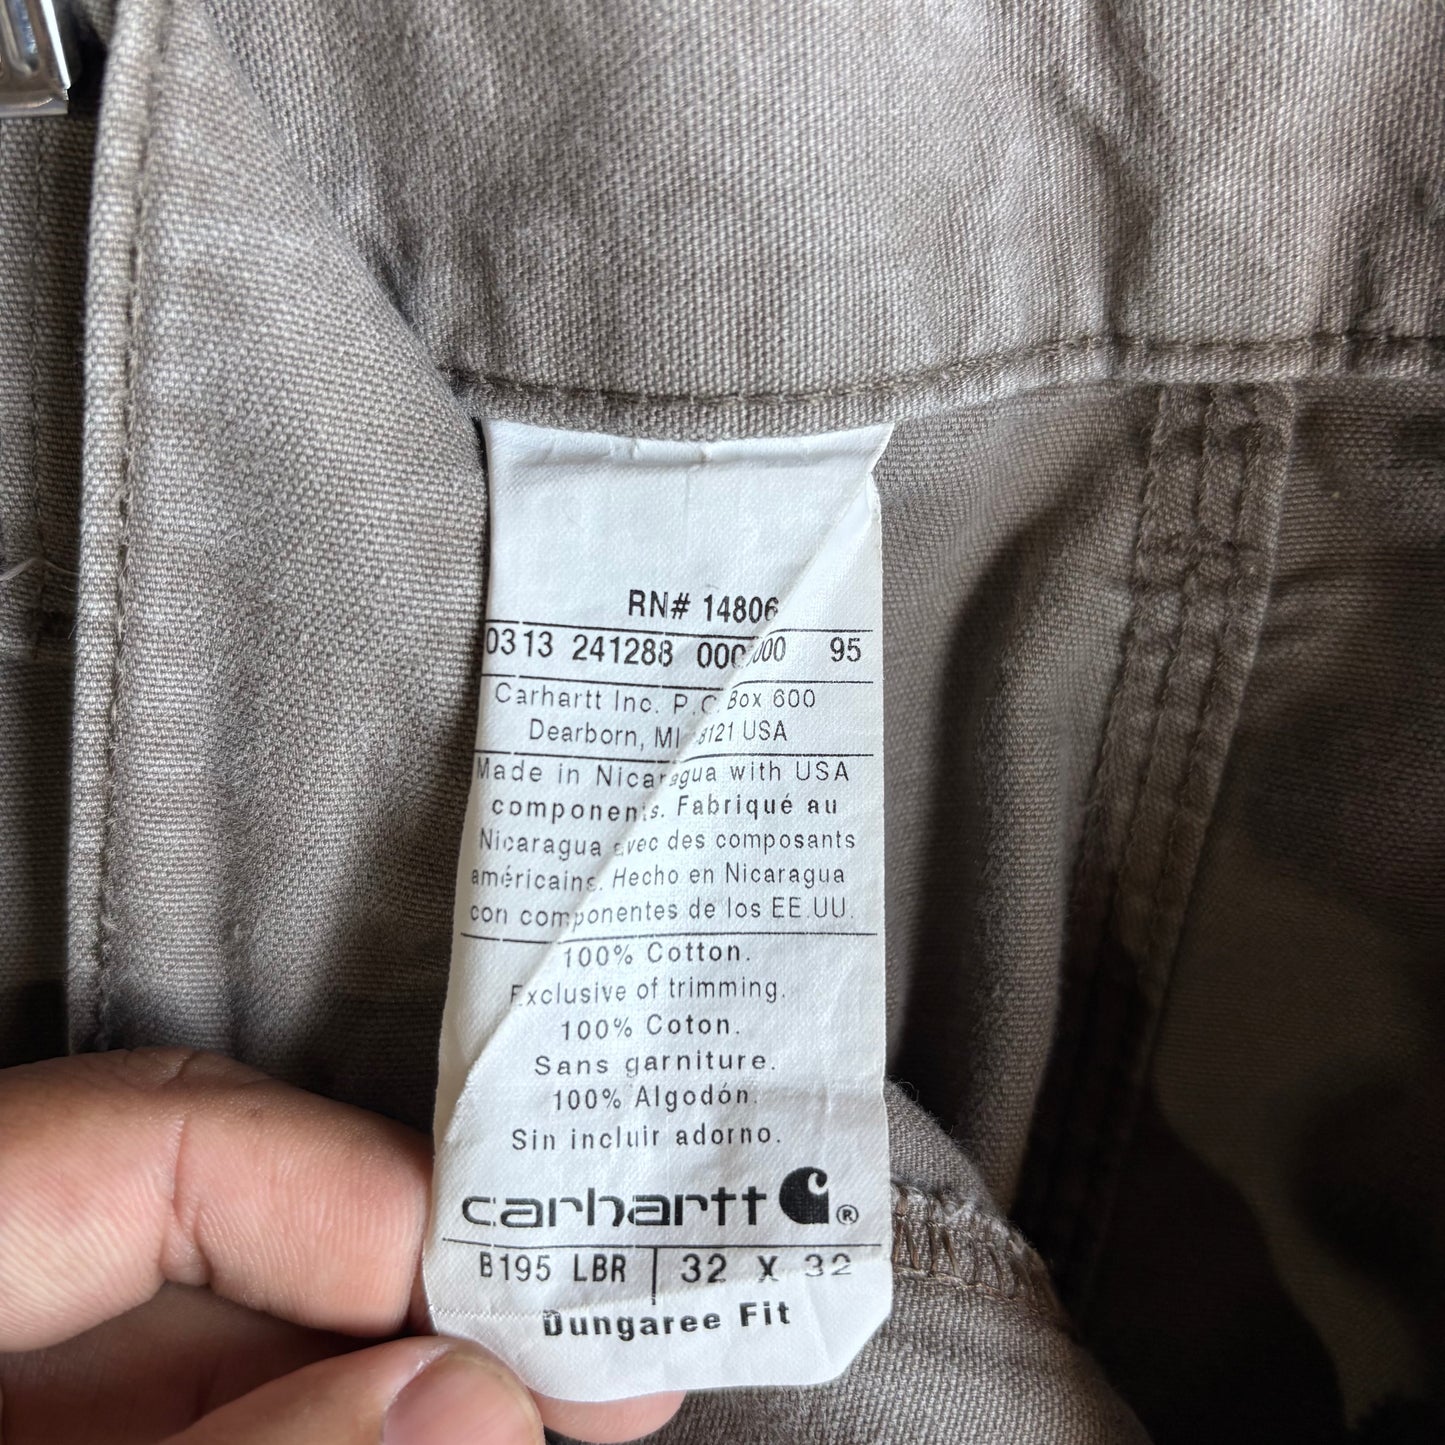 RN# 14806
0313 241288 000 000 95
Carhartt Inc. P.O. Box 600
Dearborn, MI 48121 USA
Made in Nicaragua with USA
components. Fabriqué au
Nicaragua avec des composants
américains. Hecho en Nicaragua
con componentes de los EE.UU.
100% Cotton.
Exclusive of trimming.
100% Coton.
Sans garniture.
100% Algodón.
Sin incluir adorno.
carhartt ®
B195 LBR | 32 X 32
Dungaree Fit